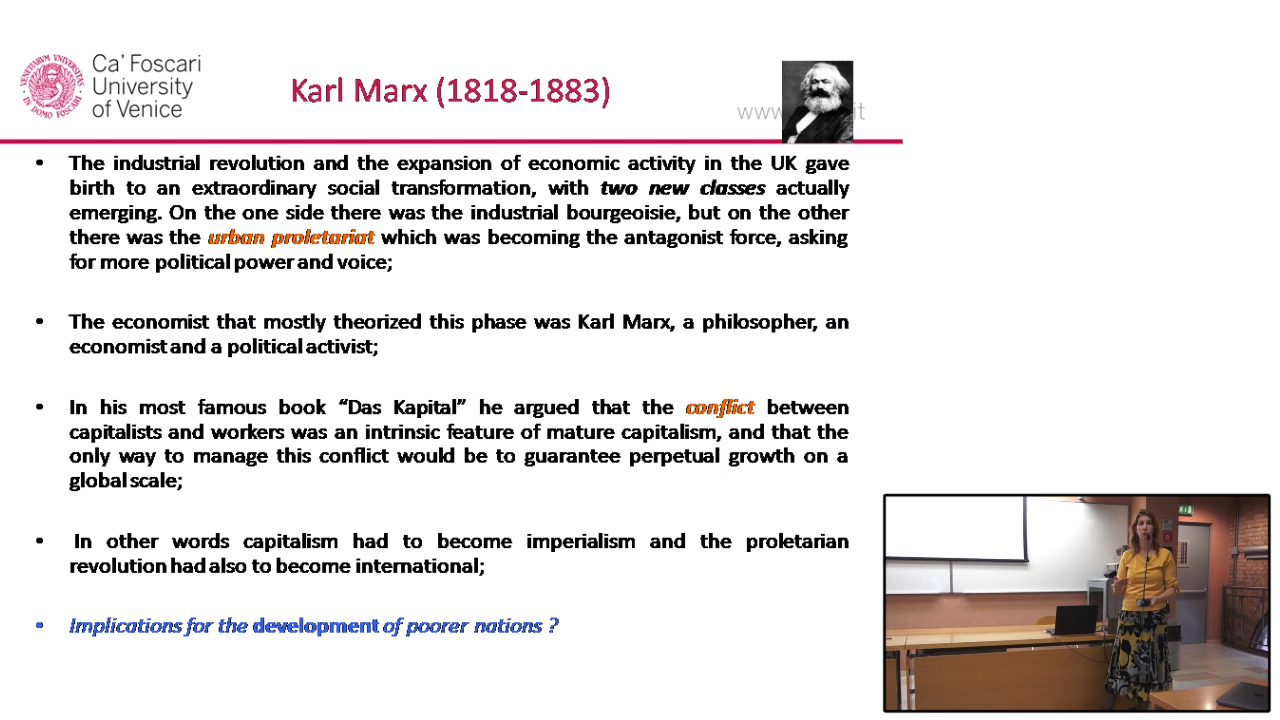 Ca' Foscari
University
of Venice
Karl Marx (1818-1883)
www. it
• The industrial revolution and the expansion of economic activity in the UK gave
birth to an extraordinary social transformation, with two new classes actually
emerging. On the one side there was the industrial bourgeoisie, but on the other
there was the urban proletariat which was becoming the antagonist force, asking
for more political power and voice;
• The economist that mostly theorized this phase was Karl Marx, a philosopher, an
economist and a political activist;
• In his most famous book “Das Kapital” he argued that the conflict between
capitalists and workers was an intrinsic feature of mature capitalism, and that the
only way to manage this conflict would be to guarantee perpetual growth on a
global scale;
• In other words capitalism had to become imperialism and the proletarian
revolution had also to become international;
• Implications for the development of poorer nations ?